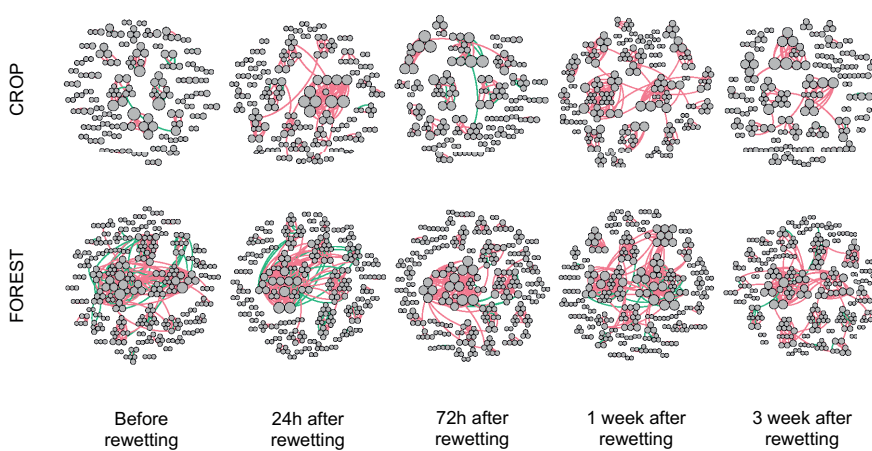 CROP
FOREST
Before
rewetting
24h after
rewetting
72h after
rewetting
1 week after
rewetting
3 week after
rewetting